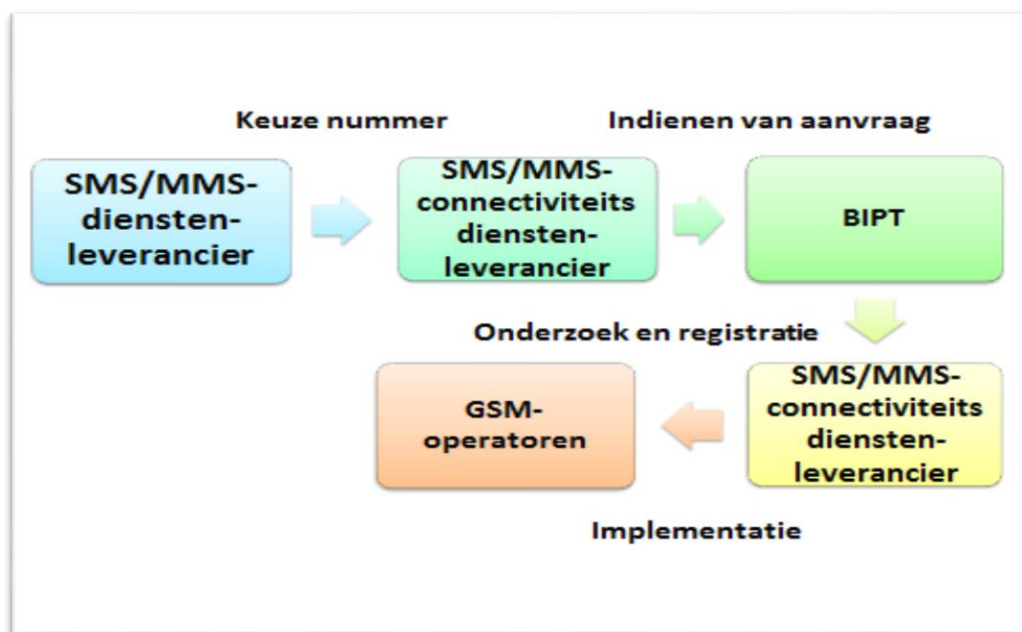 Keuze nummer
Indienen van aanvraag
SMS/MMS-
diensten-
leverancier
SMS/MMS-
connectiviteits
diensten-
leverancier
BIPT
Onderzoek en registratie
GSM-
operatoren
SMS/MMS-
connectiviteits
diensten-
leverancier
Implementatie